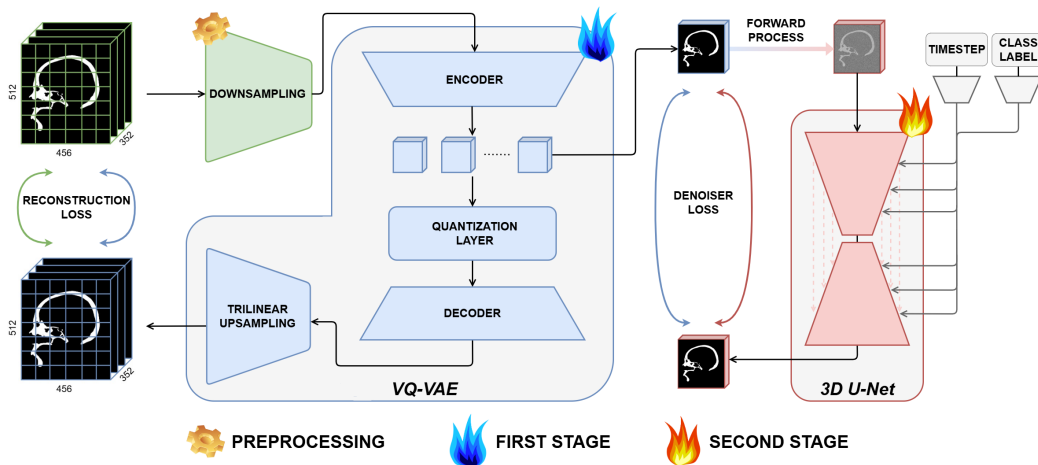 512
456
352
DOWNSAMPLING
ENCODER
FORWARD
PROCESS
TIMESTEP
CLASS
LABEL
RECONSTRUCTION
LOSS
QUANTIZATION
LAYER
DENOISER
LOSS
512
456
352
TRILINEAR
UPSAMPLING
DECODER
VQ-VAE
3D U-Net
PREPROCESSING
FIRST STAGE
SECOND STAGE